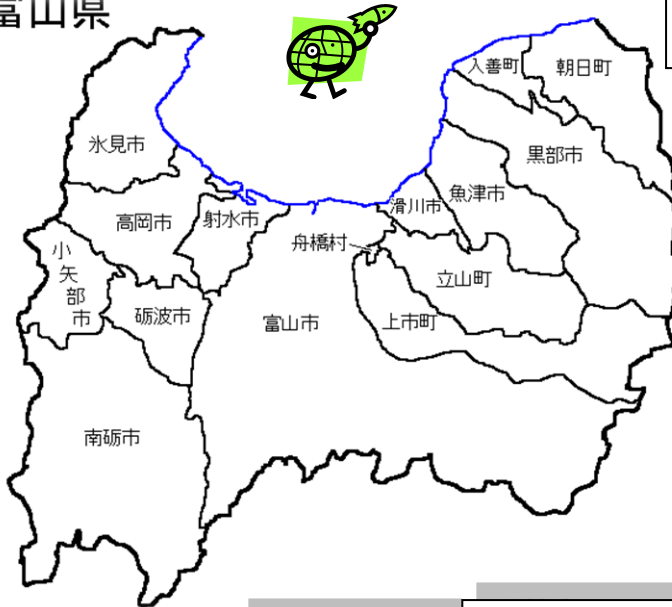 富山県
入善町
朝日町
氷見市
黒部市
魚津市
滑川市
高岡市
射水市
舟橋村
小矢部市
立山町
砺波市
富山市
上市町
南砺市